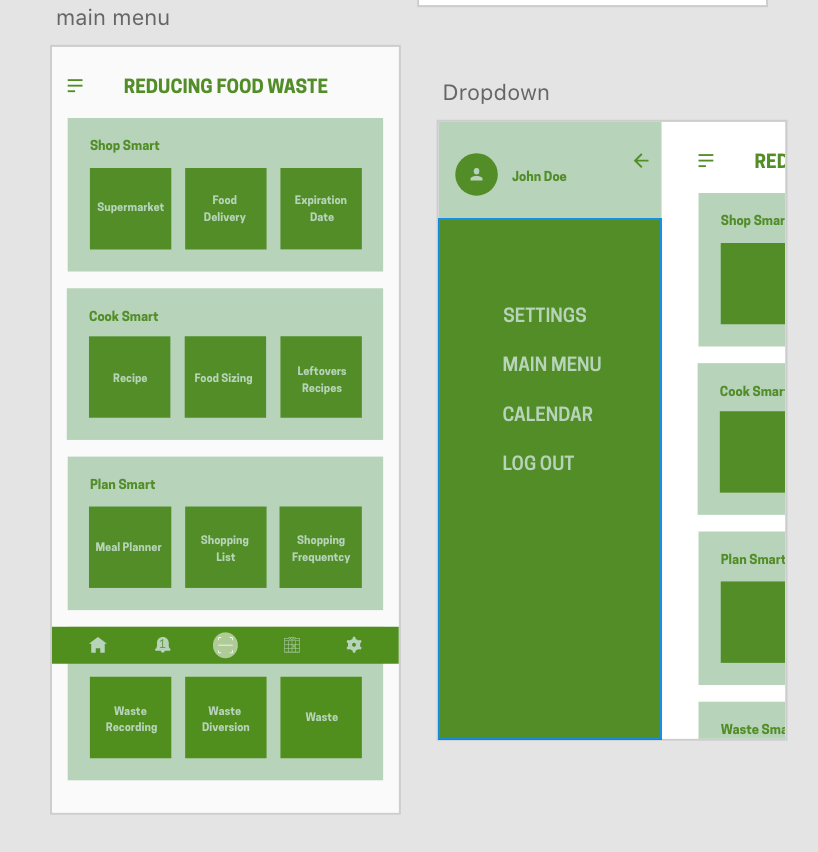 main menu
REDUCING FOOD WASTE
Shop Smart
Supermarket
Food
Delivery
Expiration
Date
Cook Smart
Recipe
Food Sizing
Leftovers
Recipes
Plan Smart
Meal Planner
Shopping
List
Shopping
Frequentcy
1
Waste
Recording
Waste
Diversion
Waste
Dropdown
John Doe
RED
Shop Smar
SETTINGS
MAIN MENU
CALENDAR
LOG OUT
Cook Smar
Plan Smart
Waste Sma